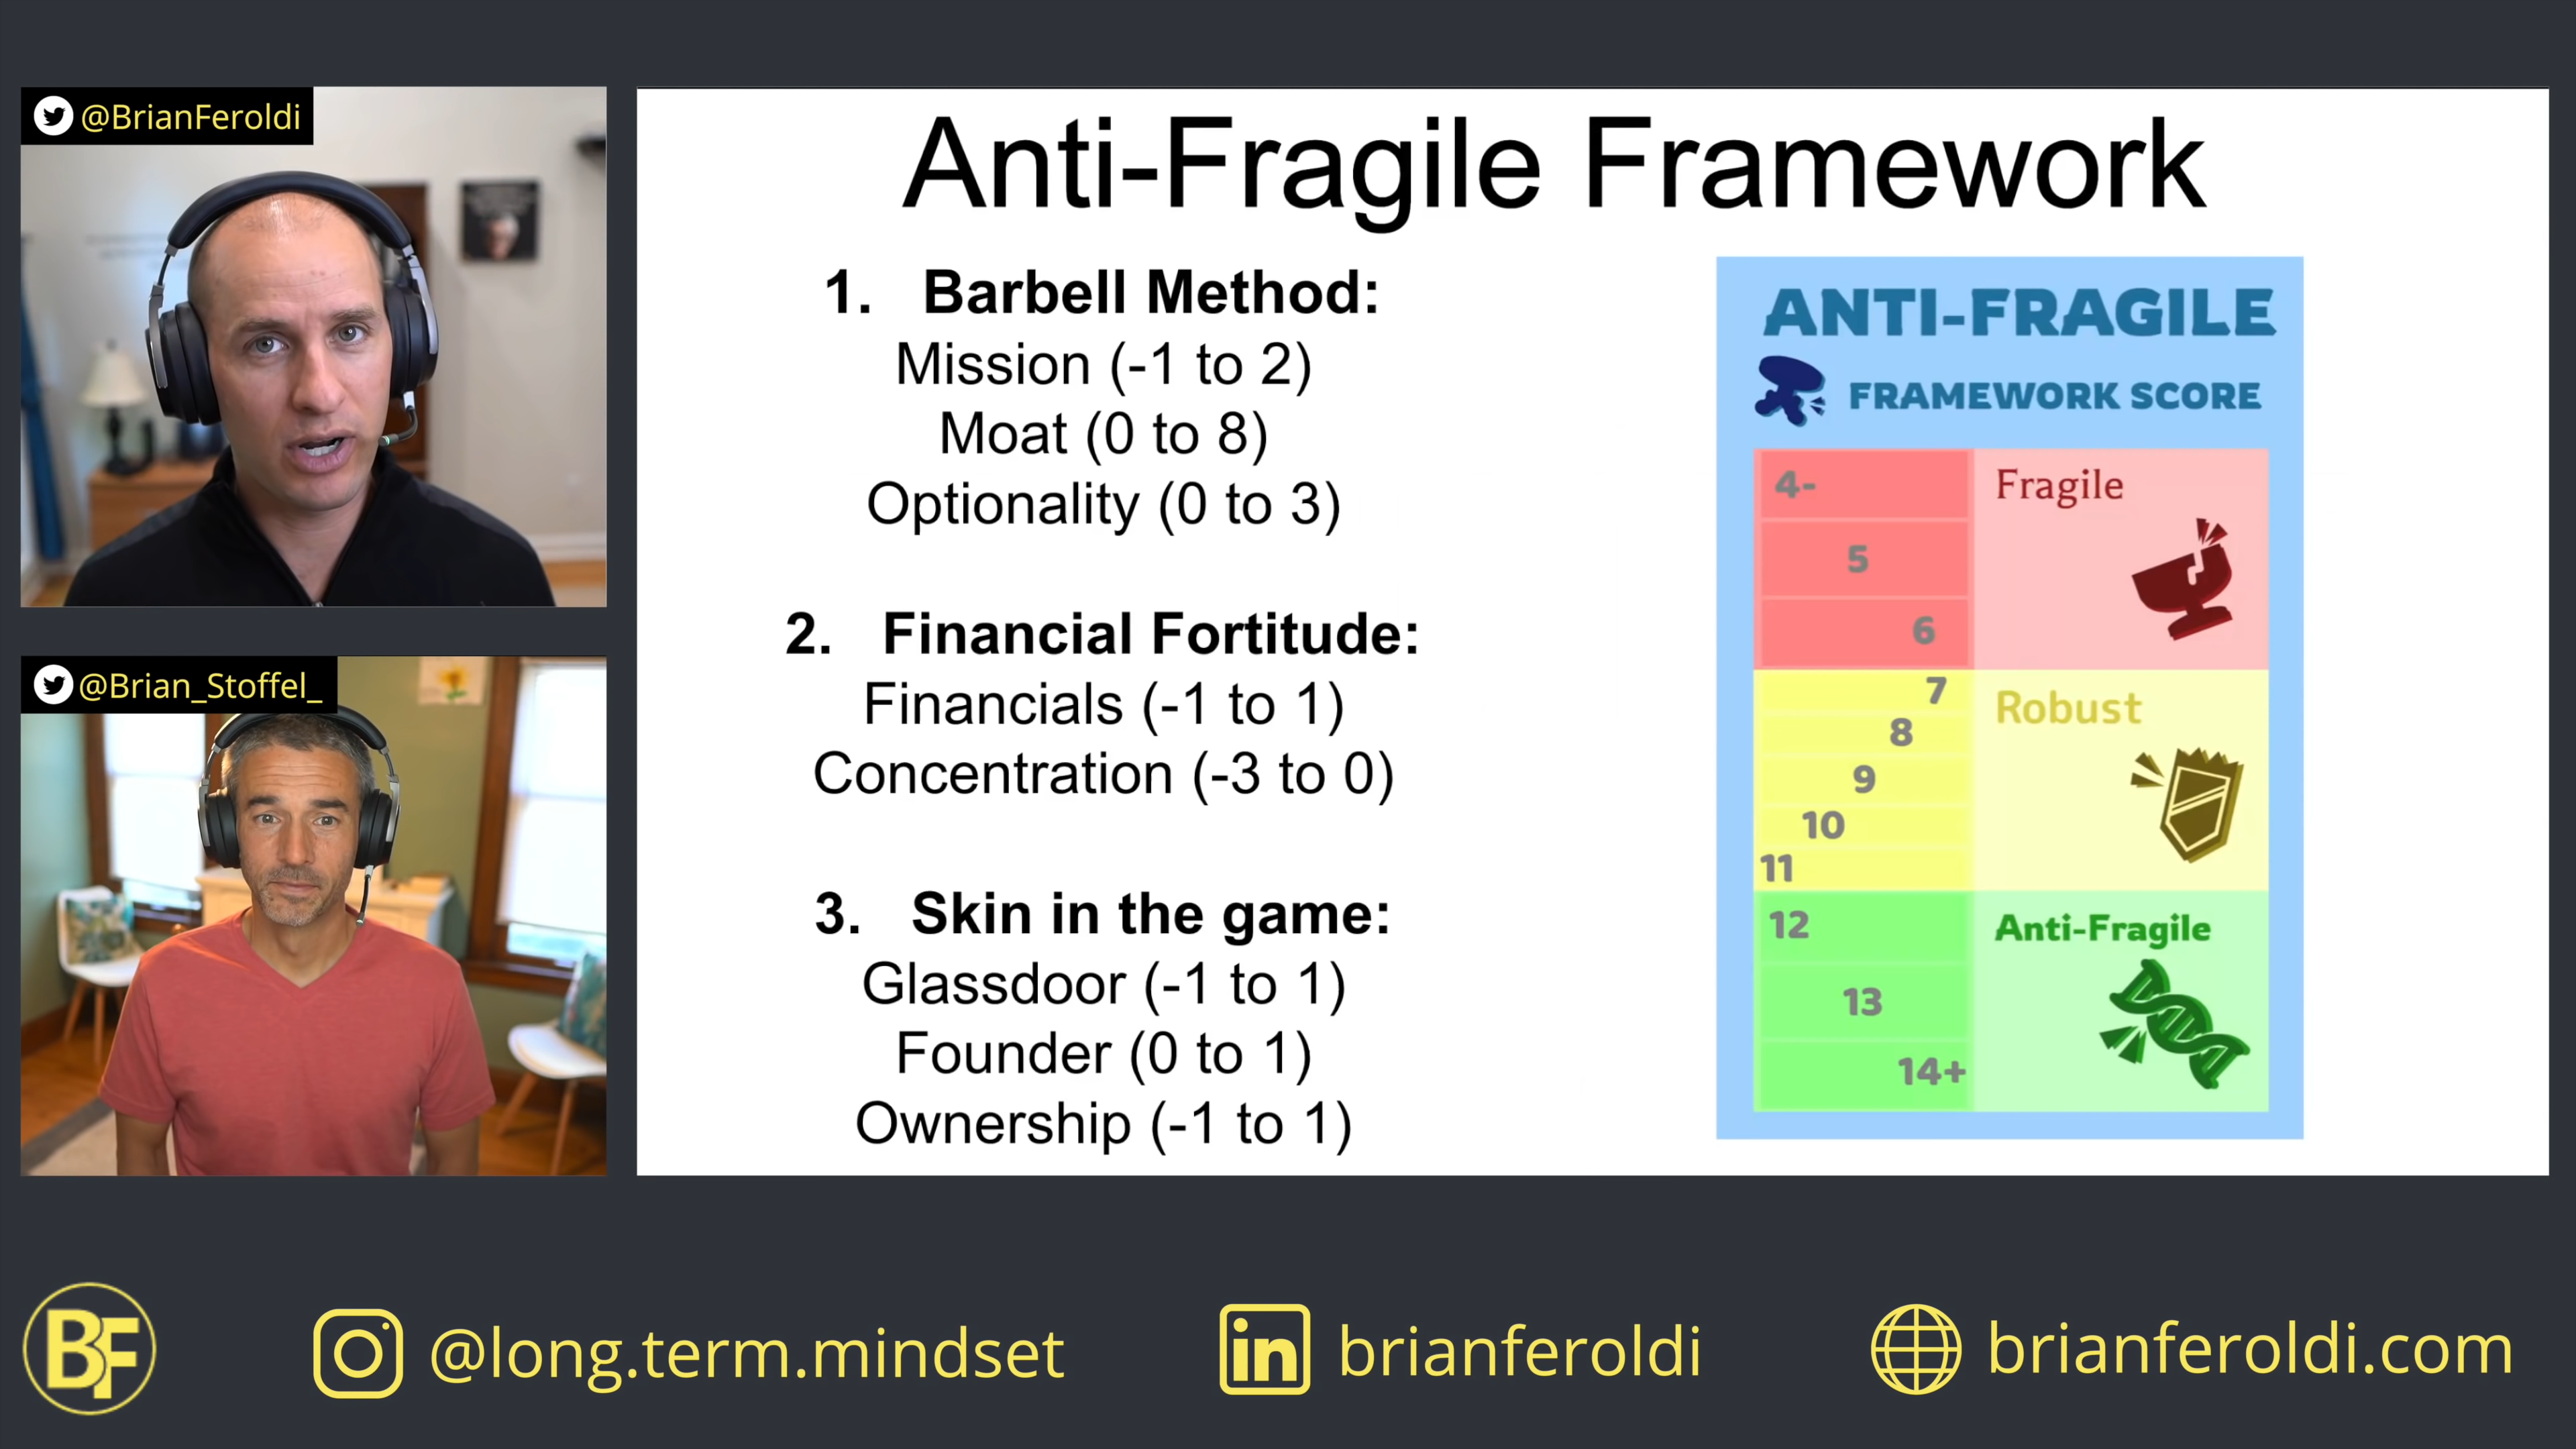 @BrianFeroldi
@Brian_Stoffel_
Anti-Fragile Framework
1. Barbell Method:
Mission (-1 to 2)
Moat (0 to 8)
Optionality (0 to 3)
2. Financial Fortitude:
Financials (-1 to 1)
Concentration (-3 to 0)
3. Skin in the game:
Glassdoor (-1 to 1)
Founder (0 to 1)
Ownership (-1 to 1)
ANTI-FRAGILE
FRAMEWORK SCORE
4- Fragile
5
6
7 Robust
8
9
10
11
12 Anti-Fragile
13
14+
BF
@long.term.mindset
in brianferoldi
brianferoldi.com